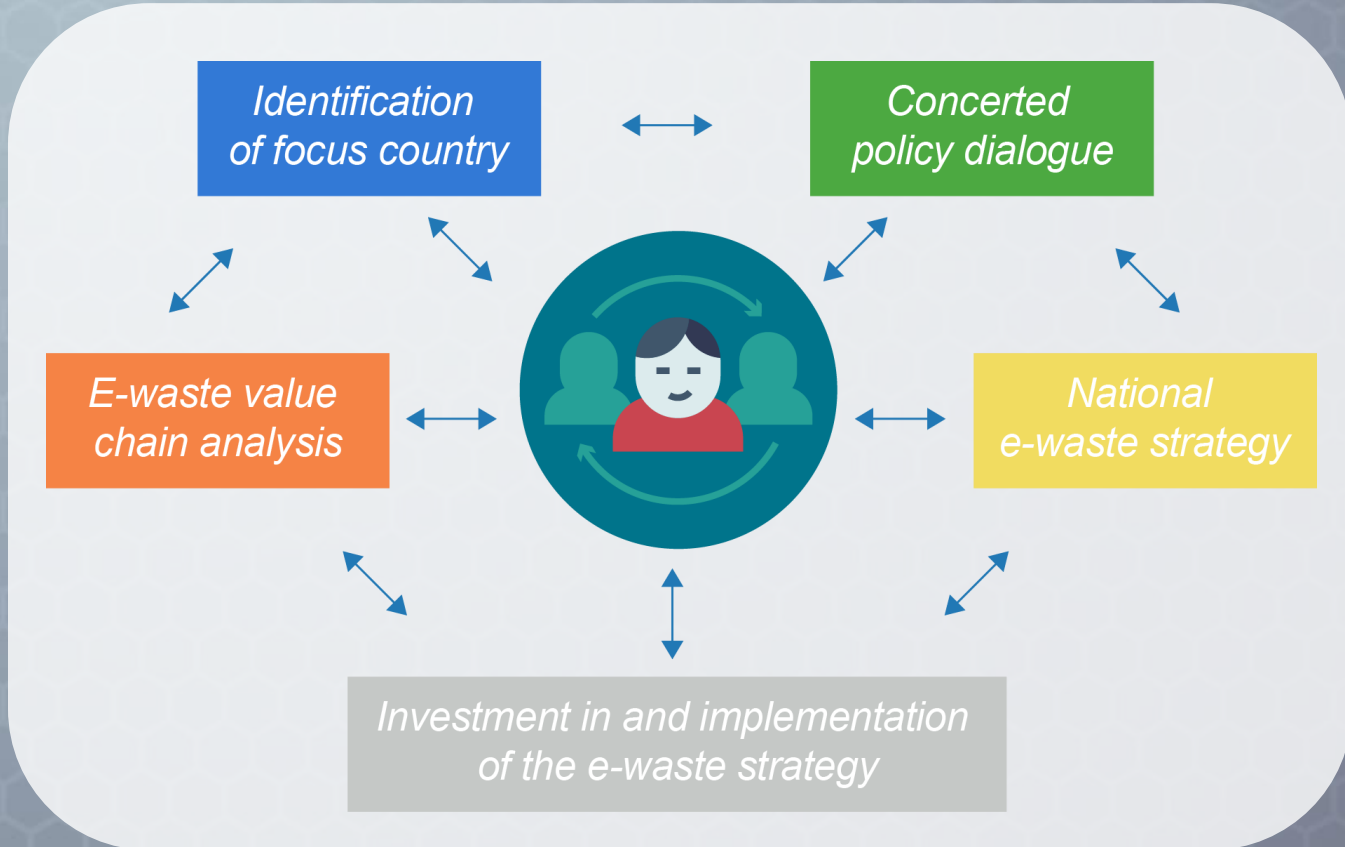 Identification
of focus country
Concerted
policy dialogue
E-waste value
chain analysis
National
e-waste strategy
Investment in and implementation
of the e-waste strategy